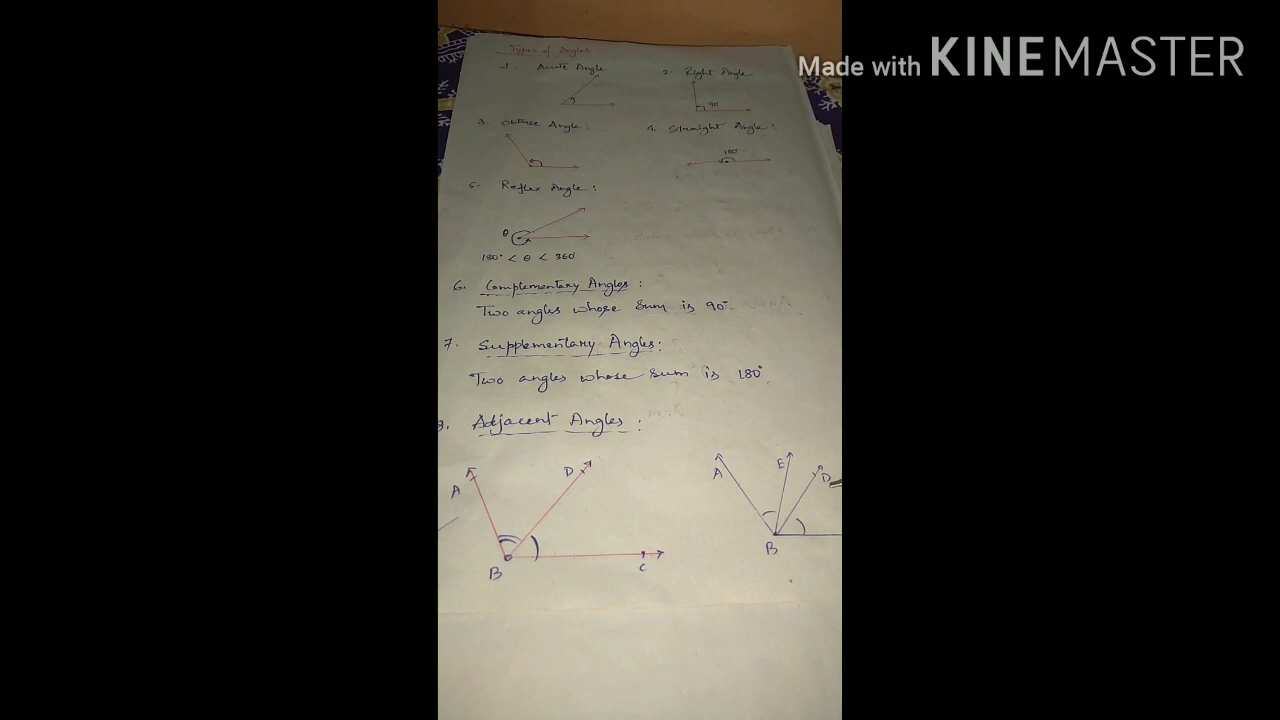 Made with KINEMASTER
Types of Angles
1. Acute Angle
2. Right Angle
90°
3. Obtuse Angle:
4. Straight Angle:
180°
5. Reflex Angle:
θ
180° < θ < 360°
6. Complementary Angles:
Two angles whose sum is 90°.
7. Supplementary Angles:
Two angles whose sum is 180°.
8. Adjacent Angles:
A D B C
A E D B